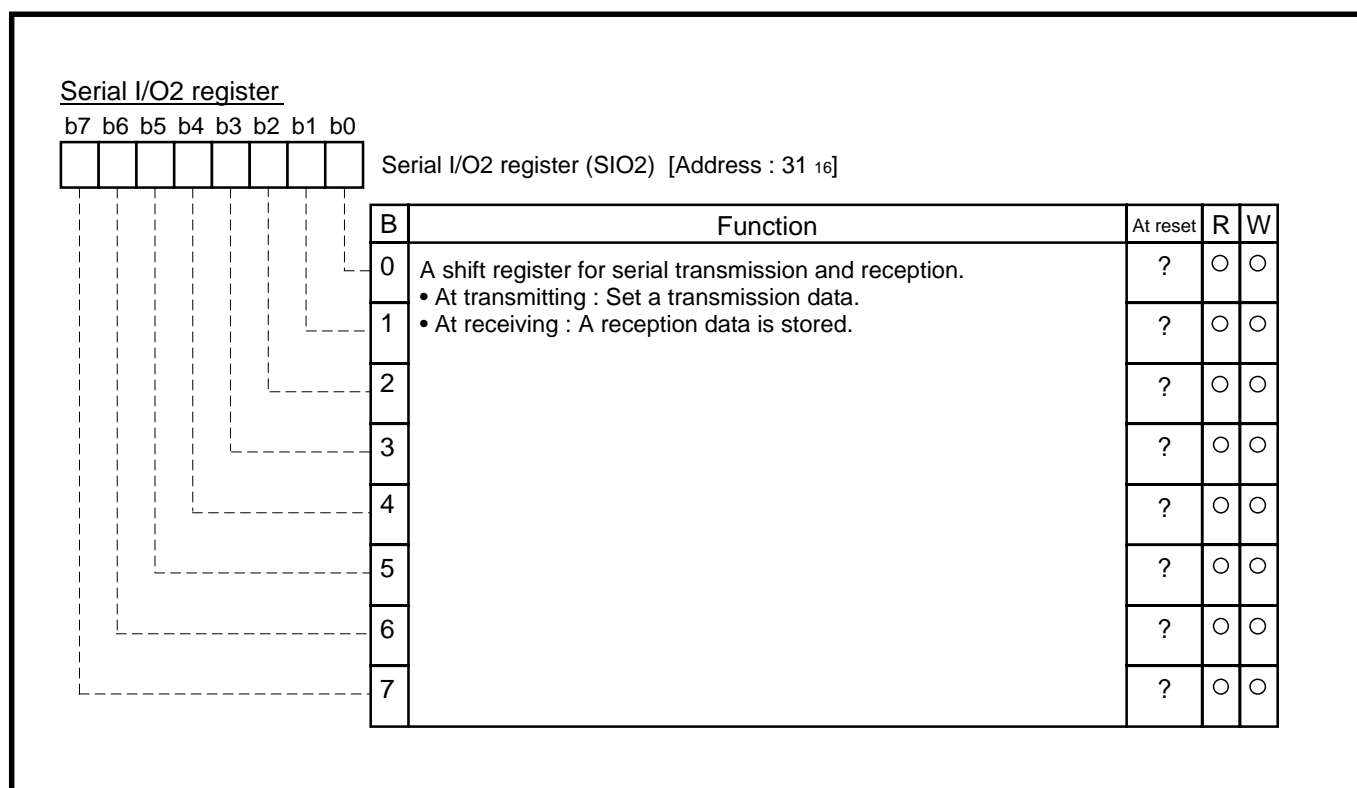 Serial I/O2 register
b7 b6 b5 b4 b3 b2 b1 b0
Serial I/O2 register (SIO2) [Address : 31 16]
B Function At reset R W
0 A shift register for serial transmission and reception. ? ○ ○
• At transmitting : Set a transmission data.
1 • At receiving : A reception data is stored. ? ○ ○
2 ? ○ ○
3 ? ○ ○
4 ? ○ ○
5 ? ○ ○
6 ? ○ ○
7 ? ○ ○